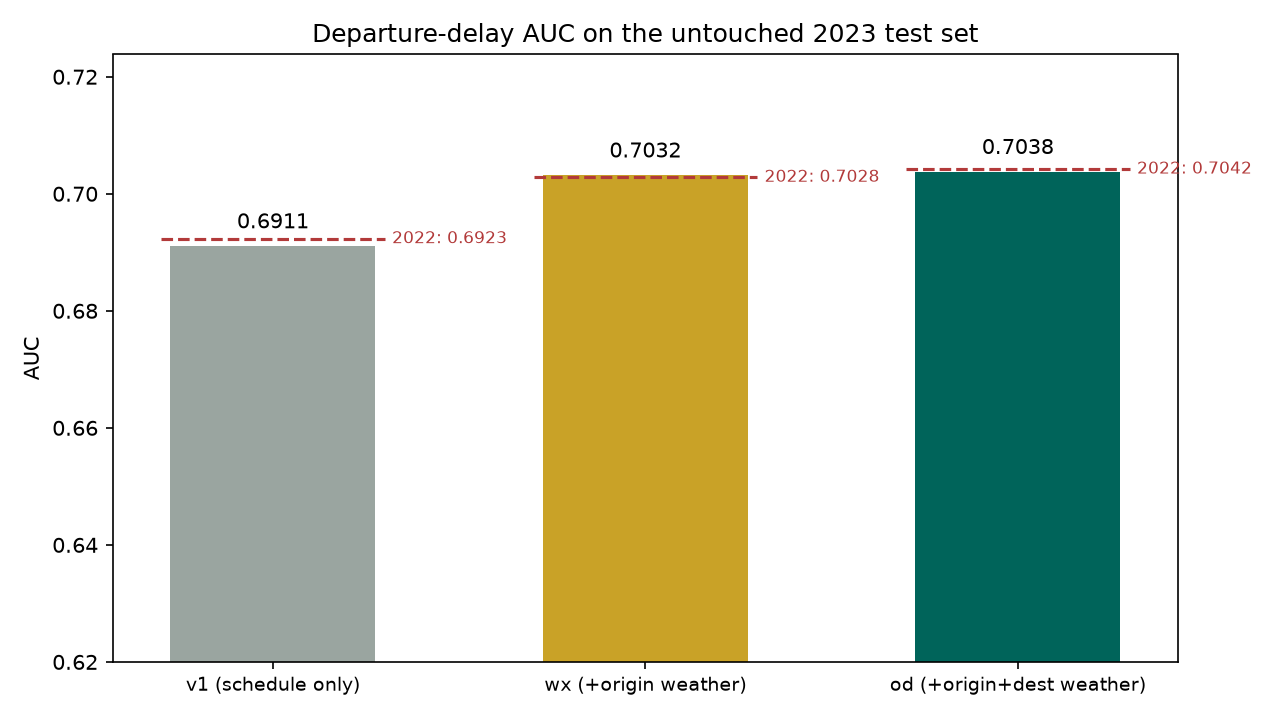 Departure-delay AUC on the untouched 2023 test set
AUC
0.72
0.70
0.68
0.66
0.64
0.62
0.6911
2022: 0.6923
0.7032
2022: 0.7028
0.7038
2022: 0.7042
v1 (schedule only)
wx (+origin weather)
od (+origin+dest weather)